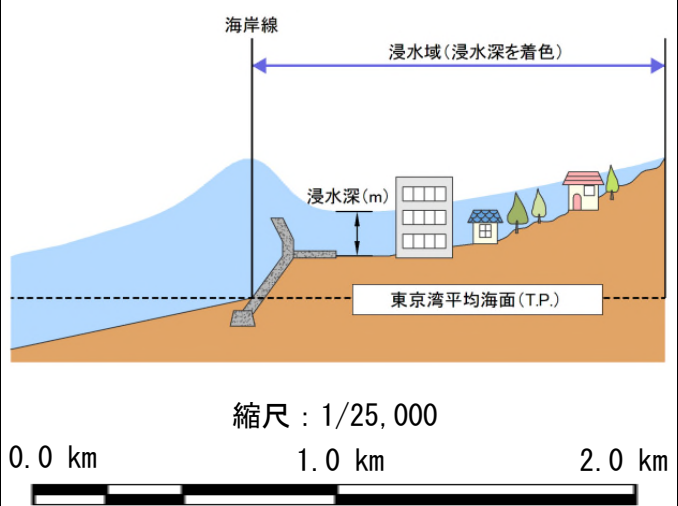 海岸線
浸水域（浸水深を着色）
浸水深（m）
東京湾平均海面（T.P.）
縮尺：1/25,000
0.0 km 1.0 km 2.0 km